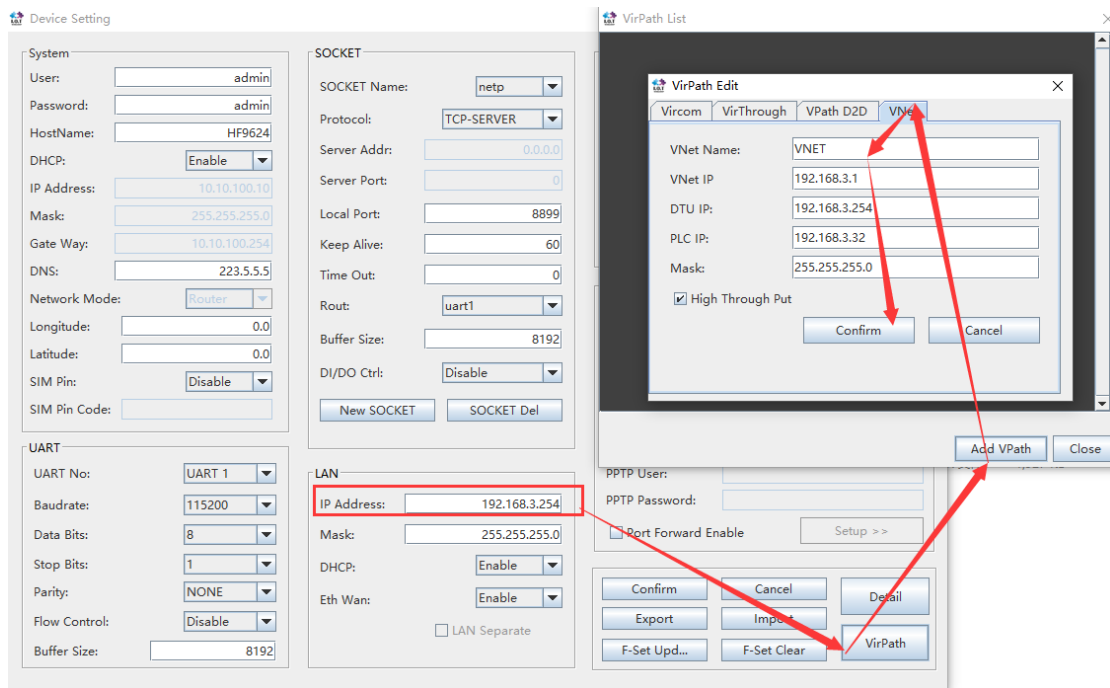 Device Setting
System
User: admin
Password: admin
HostName: HF9624
DHCP: Enable
IP Address: 10.10.100.10
Mask: 255.255.255.0
Gate Way: 10.10.100.254
DNS: 223.5.5.5
Network Mode: Router
Longitude: 0.0
Latitude: 0.0
SIM Pin: Disable
SIM Pin Code:
UART
UART No: UART 1
Baudrate: 115200
Data Bits: 8
Stop Bits: 1
Parity: NONE
Flow Control: Disable
Buffer Size: 8192
SOCKET
SOCKET Name: netp
Protocol: TCP-SERVER
Server Addr: 0.0.0.0
Server Port: 0
Local Port: 8899
Keep Alive: 60
Time Out: 0
Rout: uart1
Buffer Size: 8192
DI/DO Ctrl: Disable
New SOCKET SOCKET Del
LAN
IP Address: 192.168.3.254
Mask: 255.255.255.0
DHCP: Enable
Eth Wan: Enable
LAN Separate
VirPath List
VirPath Edit
Vircom VirThrough VPath D2D
VNet Name: VNET
VNet IP 192.168.3.1
DTU IP: 192.168.3.254
PLC IP: 192.168.3.32
Mask: 255.255.255.0
High Through Put
Confirm Cancel
Add VPath Close
PPTP User:
PPTP Password:
Port Forward Enable Setup >>
Confirm Cancel Detail
Export Import
F-Set Upd... F-Set Clear VirPath